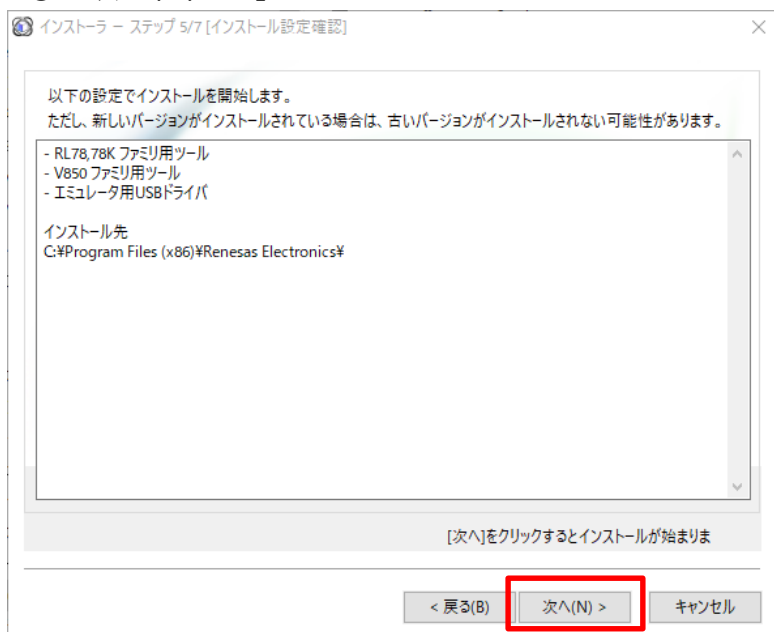 インストーラ − ステップ 5/7 [インストール設定確認]
以下の設定でインストールを開始します。
ただし、新しいバージョンがインストールされている場合は、古いバージョンがインストールされない可能性があります。
- RL78,78K ファミリ用ツール
- V850 ファミリ用ツール
- エミュレータ用USBドライバ
インストール先
C:¥Program Files (x86)¥Renesas Electronics¥
[次へ]をクリックするとインストールが始まりま
< 戻る(B)
次へ(N) >
キャンセル